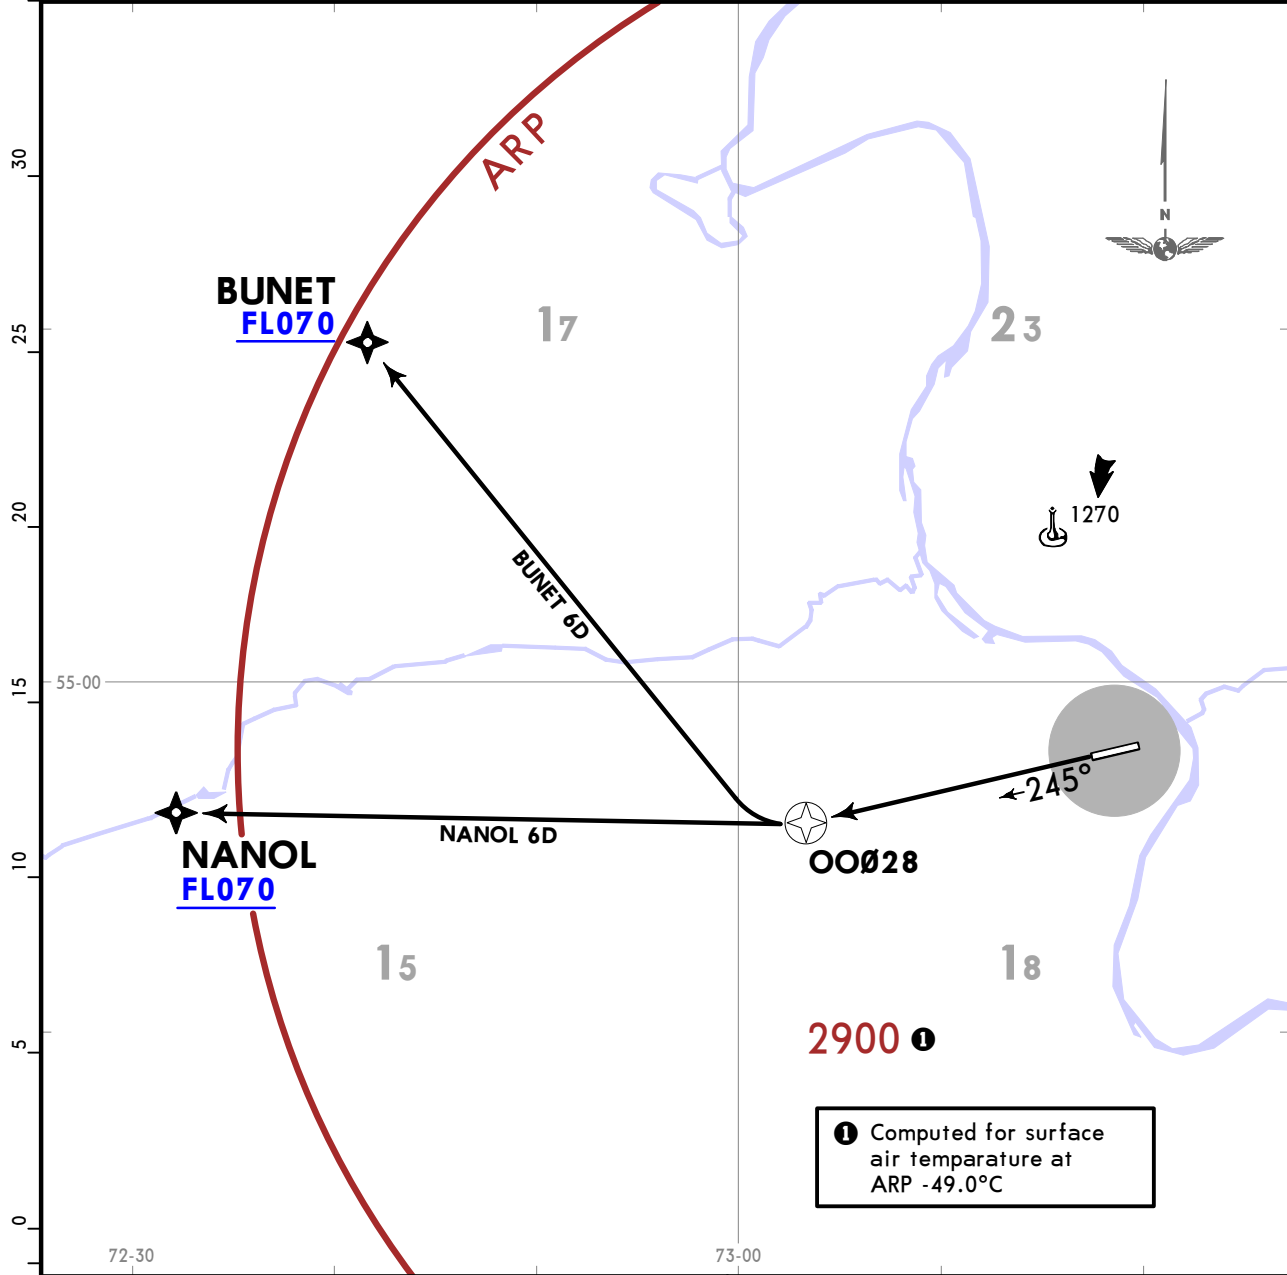 ARP
30
N
BUNET
FL070
17
23
25
1270
20
BUNET 6D
55-00
15
245°
NANOL 6D
NANOL
FL070
OOØ28
10
15
18
2900 1
5
1 Computed for surface
air temparature at
ARP -49.0°C
0
72-30
73-00